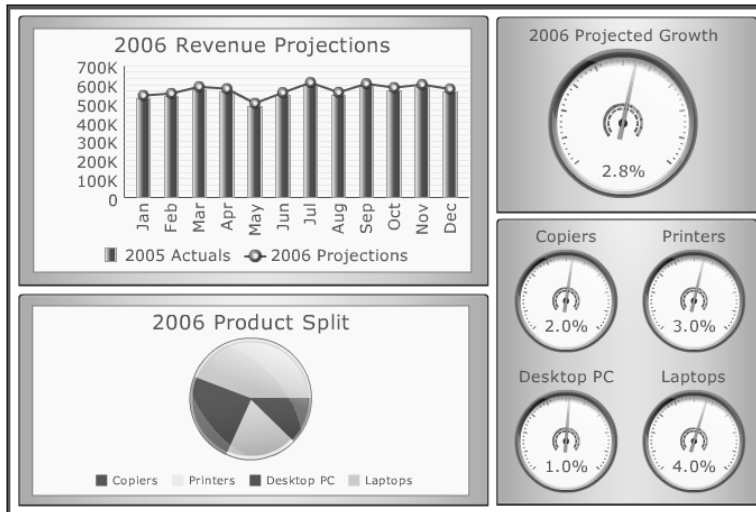 2006 Revenue Projections
700K
600K
500K
400K
300K
200K
100K
0
Jan Feb Mar Apr May Jun Jul Aug Sep Oct Nov Dec
2005 Actuals 2006 Projections
2006 Projected Growth
2.8%
2006 Product Split
Copiers Printers Desktop PC Laptops
Copiers Printers
2.0% 3.0%
Desktop PC Laptops
1.0% 4.0%